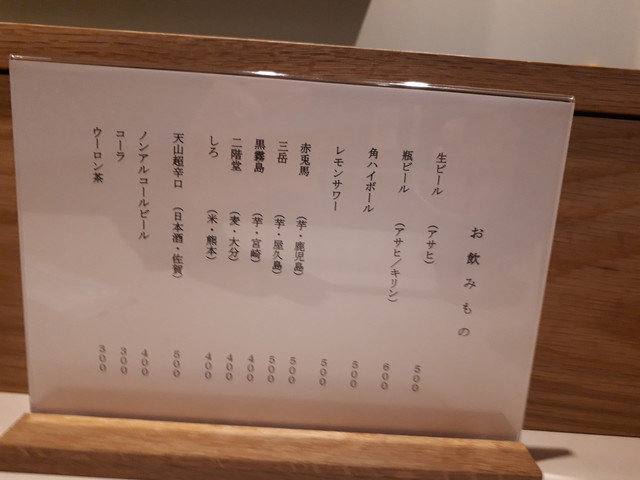 お飲みもの
生ビール （アサヒ） ５００
瓶ビール （アサヒ／キリン） ６００
角ハイボール ５００
レモンサワー ５００
赤兎馬 （芋・鹿児島） ５００
三岳 （芋・屋久島） ５００
黒霧島 （芋・宮崎） ４００
二階堂 （麦・大分） ４００
しろ （米・熊本） ４００
天山超辛口 （日本酒・佐賀） ５００
ノンアルコールビール ４００
コーラ ３００
ウーロン茶 ３００